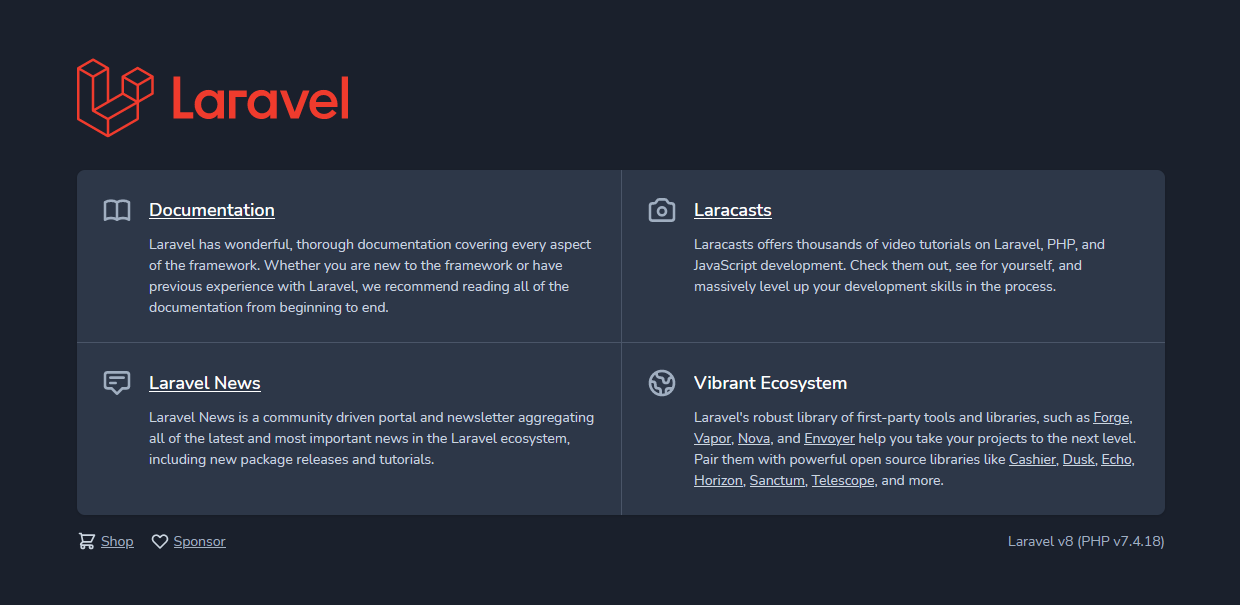 Laravel
Documentation
Laravel has wonderful, thorough documentation covering every aspect
of the framework. Whether you are new to the framework or have
previous experience with Laravel, we recommend reading all of the
documentation from beginning to end.
Laracasts
Laracasts offers thousands of video tutorials on Laravel, PHP, and
JavaScript development. Check them out, see for yourself, and
massively level up your development skills in the process.
Laravel News
Laravel News is a community driven portal and newsletter aggregating
all of the latest and most important news in the Laravel ecosystem,
including new package releases and tutorials.
Vibrant Ecosystem
Laravel's robust library of first-party tools and libraries, such as Forge,
Vapor, Nova, and Envoyer help you take your projects to the next level.
Pair them with powerful open source libraries like Cashier, Dusk, Echo,
Horizon, Sanctum, Telescope, and more.
Shop
Sponsor
Laravel v8 (PHP v7.4.18)